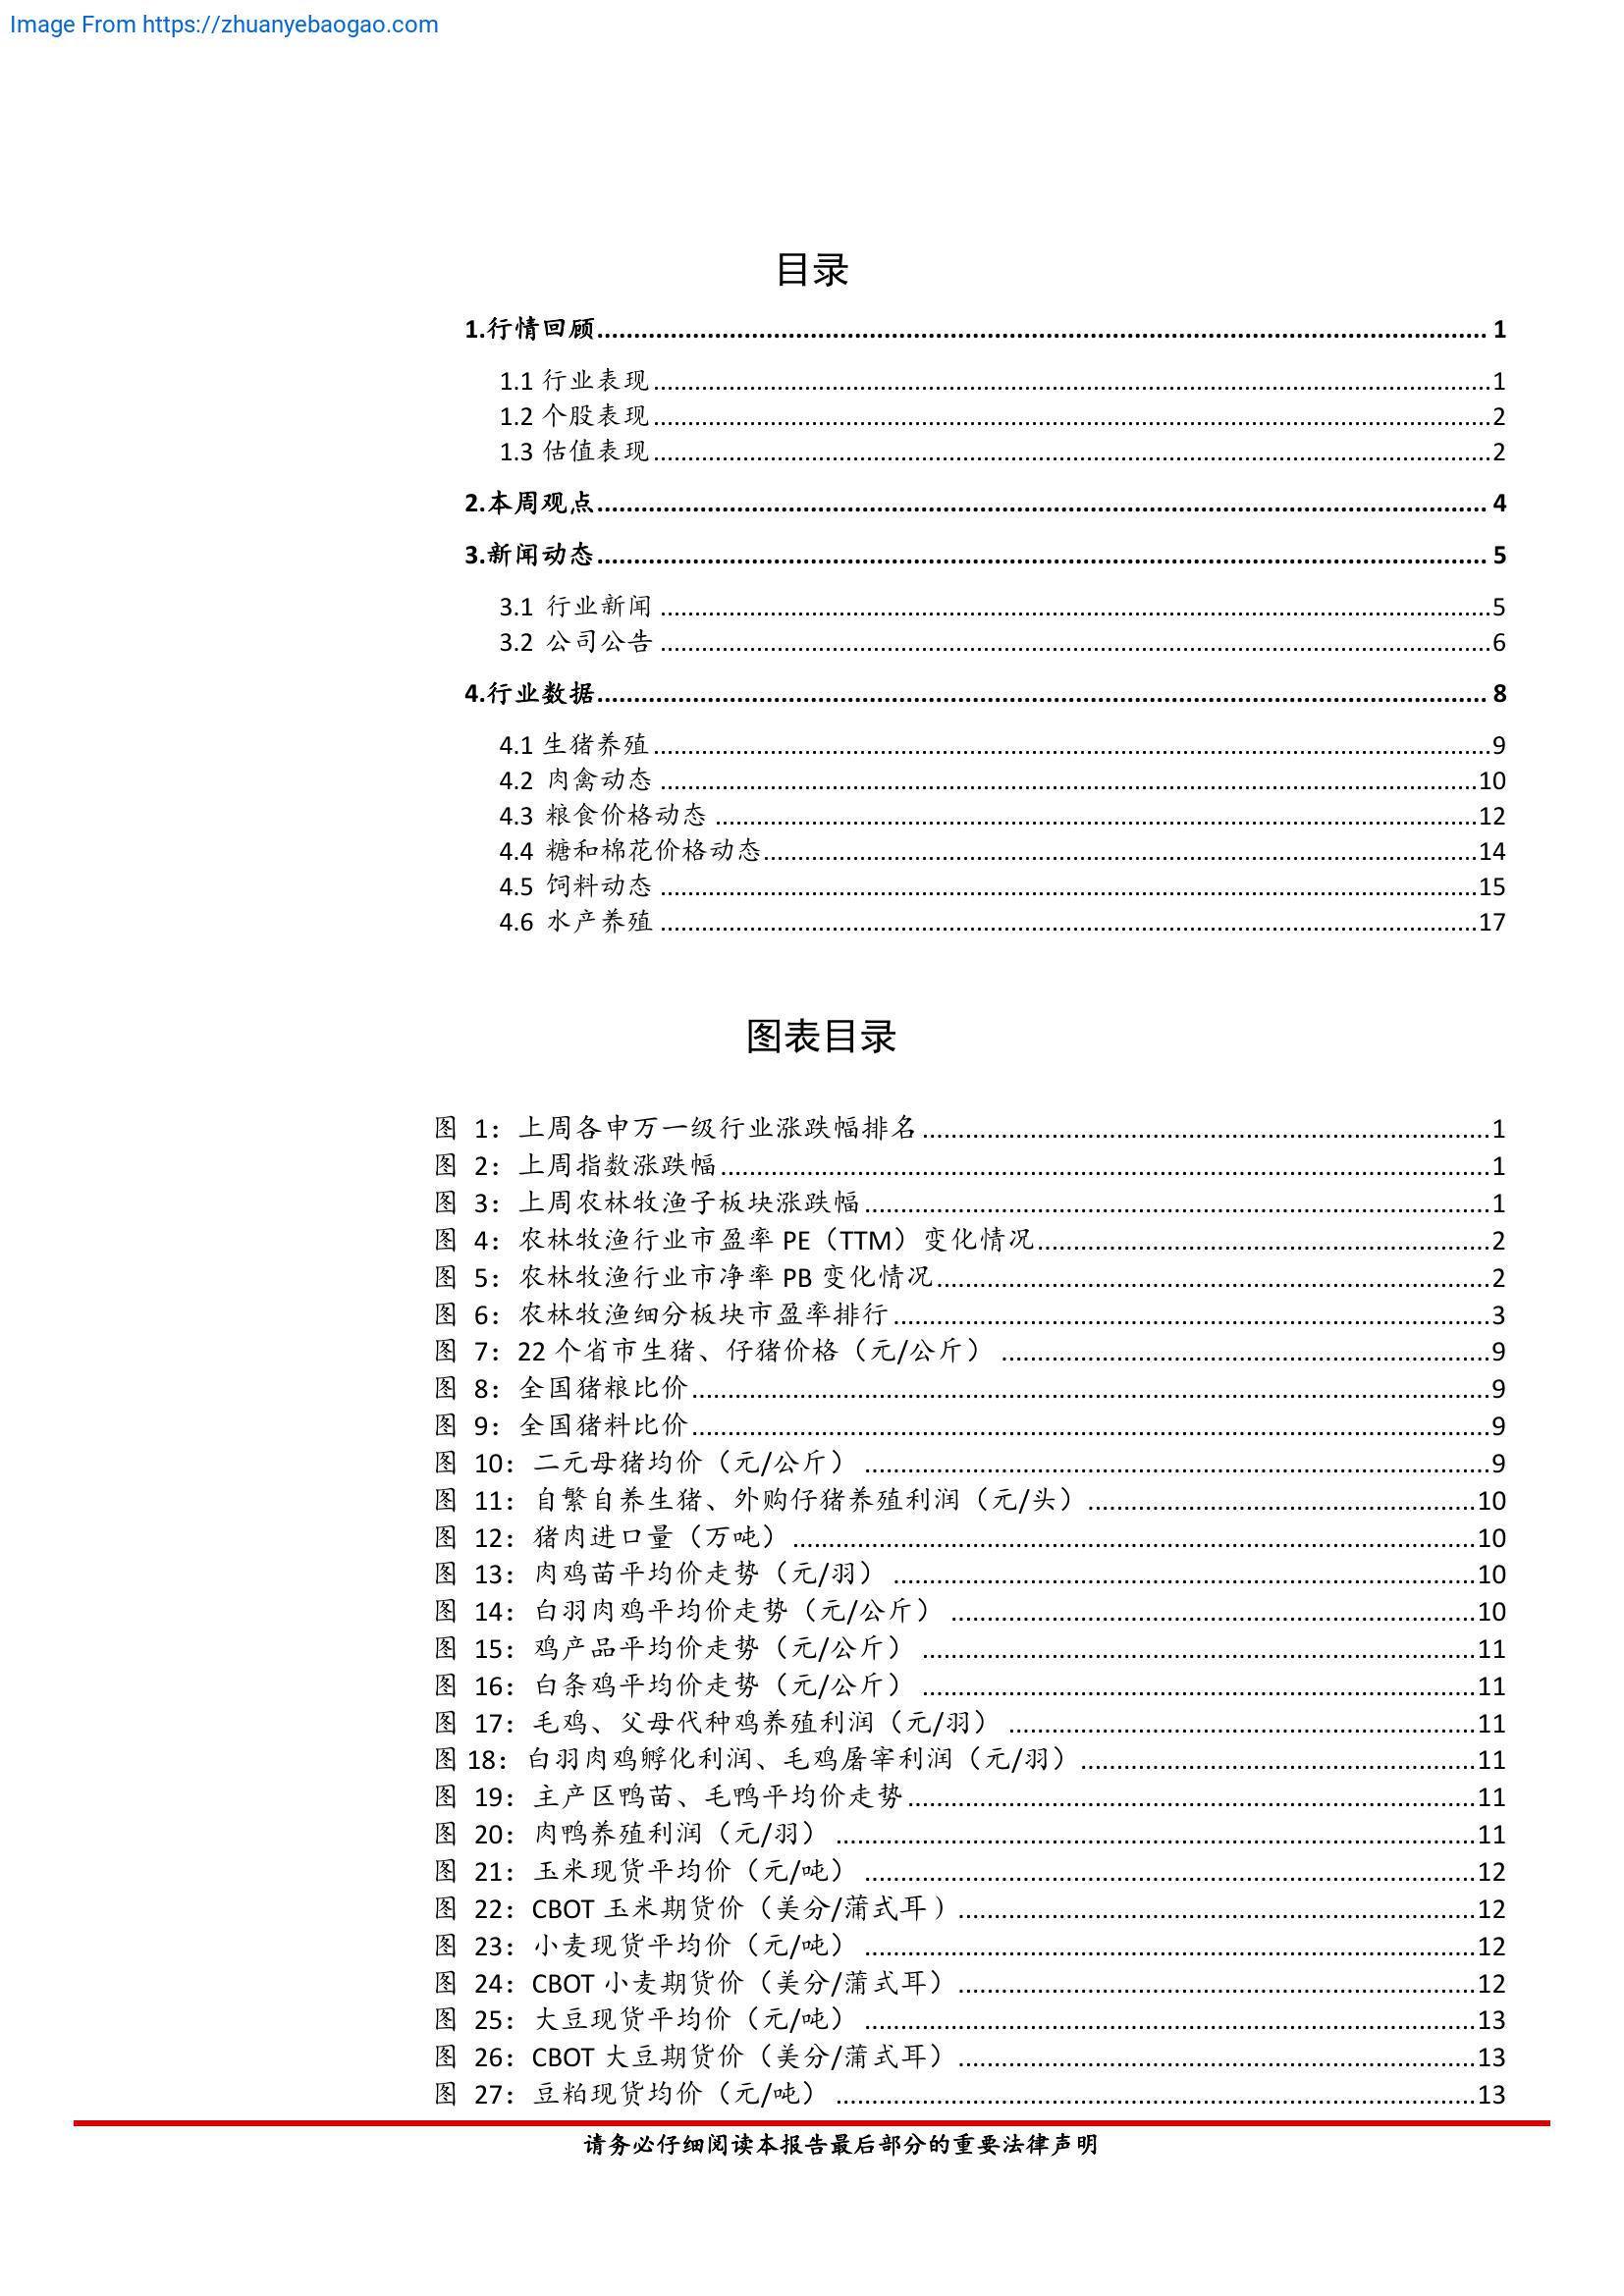 Image From https://zhuanyebaogao.com
目录
1.行情回顾........................................ 1
1.1 行业表现........................................1
1.2 个股表现........................................2
1.3 估值表现........................................2
2.本周观点........................................ 4
3.新闻动态........................................ 5
3.1 行业新闻 ........................................5
3.2 公司公告 ........................................6
4.行业数据........................................ 8
4.1 生猪养殖........................................9
4.2 肉禽动态 ........................................10
4.3 粮食价格动态 ........................................12
4.4 糖和棉花价格动态........................................14
4.5 饲料动态 ........................................15
4.6 水产养殖 ........................................17
图表目录
图 1：上周各申万一级行业涨跌幅排名........................................1
图 2：上周指数涨跌幅........................................1
图 3：上周农林牧渔子板块涨跌幅........................................1
图 4：农林牧渔行业市盈率 PE（TTM）变化情况........................................2
图 5：农林牧渔行业市净率 PB 变化情况........................................2
图 6：农林牧渔细分板块市盈率排行........................................3
图 7：22 个省市生猪、仔猪价格（元/公斤） ........................................9
图 8：全国猪粮比价........................................9
图 9：全国猪料比价........................................9
图 10：二元母猪均价（元/公斤） ........................................9
图 11：自繁自养生猪、外购仔猪养殖利润（元/头）........................................10
图 12：猪肉进口量（万吨） ........................................10
图 13：肉鸡苗平均价走势（元/羽） ........................................10
图 14：白羽肉鸡平均价走势（元/公斤） ........................................10
图 15：鸡产品平均价走势（元/公斤） ........................................11
图 16：白条鸡平均价走势（元/公斤） ........................................11
图 17：毛鸡、父母代种鸡养殖利润（元/羽） ........................................11
图 18：白羽肉鸡孵化利润、毛鸡屠宰利润（元/羽）........................................11
图 19：主产区鸭苗、毛鸭平均价走势........................................11
图 20：肉鸭养殖利润（元/羽） ........................................11
图 21：玉米现货平均价（元/吨） ........................................12
图 22：CBOT 玉米期货价（美分/蒲式耳）........................................12
图 23：小麦现货平均价（元/吨） ........................................12
图 24：CBOT 小麦期货价（美分/蒲式耳）........................................12
图 25：大豆现货平均价（元/吨） ........................................13
图 26：CBOT 大豆期货价（美分/蒲式耳）........................................13
图 27：豆粕现货均价（元/吨） ........................................13
请务必仔细阅读本报告最后部分的重要法律声明